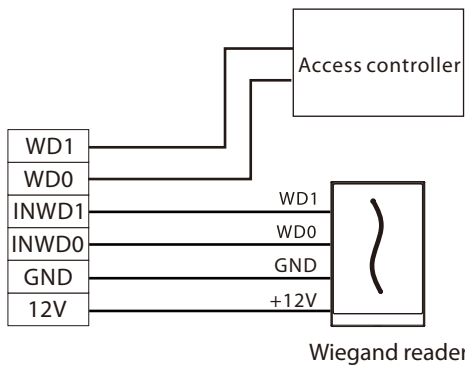 Access controller
WD1
WD0
INWD1
INWD0
GND
12V
WD1
WD0
GND
+12V
Wiegand reader